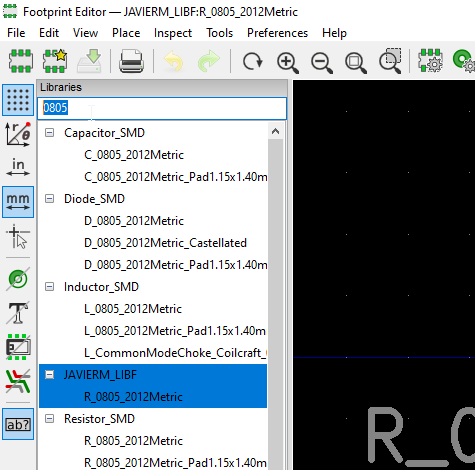 Footprint Editor — JAVIERM_LIBF:R_0805_2012Metric
File Edit View Place Inspect Tools Preferences Help
Libraries
0805
Capacitor_SMD
C_0805_2012Metric
C_0805_2012Metric_Pad1.15x1.40m
Diode_SMD
D_0805_2012Metric
D_0805_2012Metric_Castellated
D_0805_2012Metric_Pad1.15x1.40m
Inductor_SMD
L_0805_2012Metric
L_0805_2012Metric_Pad1.15x1.40m
L_CommonModeChoke_Coilcraft_
JAVIERM_LIBF
R_0805_2012Metric
Resistor_SMD
R_0805_2012Metric
R_0805_2012Metric_Pad1.15x1.40m
r θ
in
mm
T
ab?
R_0